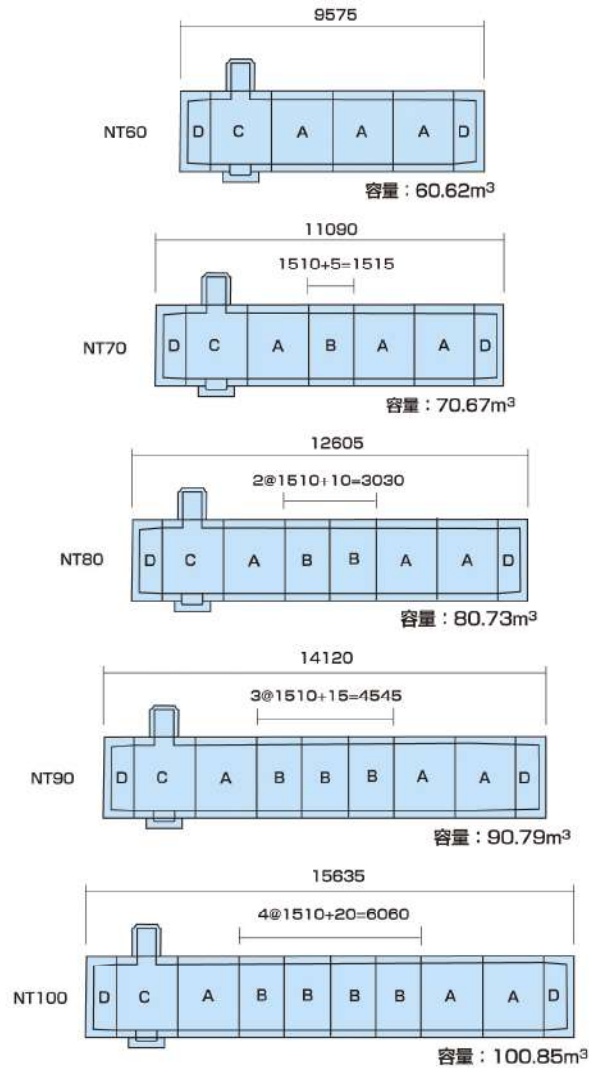 9575
NT60
D C A A A D
容量：60.62m³
11090
1510+5=1515
NT70
D C A B A A D
容量：70.67m³
12605
2@1510+10=3030
NT80
D C A B B A A D
容量：80.73m³
14120
3@1510+15=4545
NT90
D C A B B B A A D
容量：90.79m³
15635
4@1510+20=6060
NT100
D C A B B B B A A D
容量：100.85m³